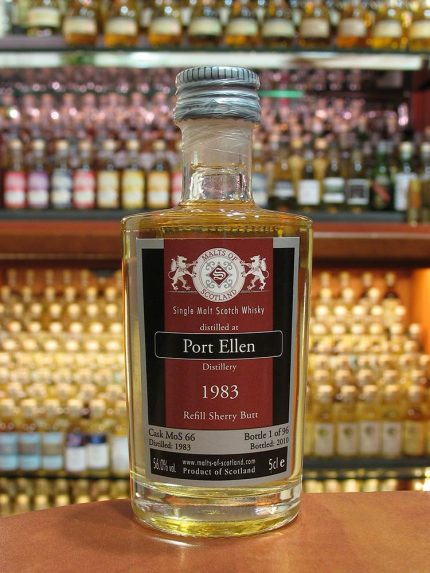 MALTS OF
S
SCOTLAND
Single Malt Scotch Whisky
distilled at
Port Ellen
Distillery
1983
Refill Sherry Butt
Cask MoS 66 Bottle 1 of 96
Distilled: 1983 Bottled: 2010
56.0% vol. www.malts-of-scotland.com 5cl e
Product of Scotland